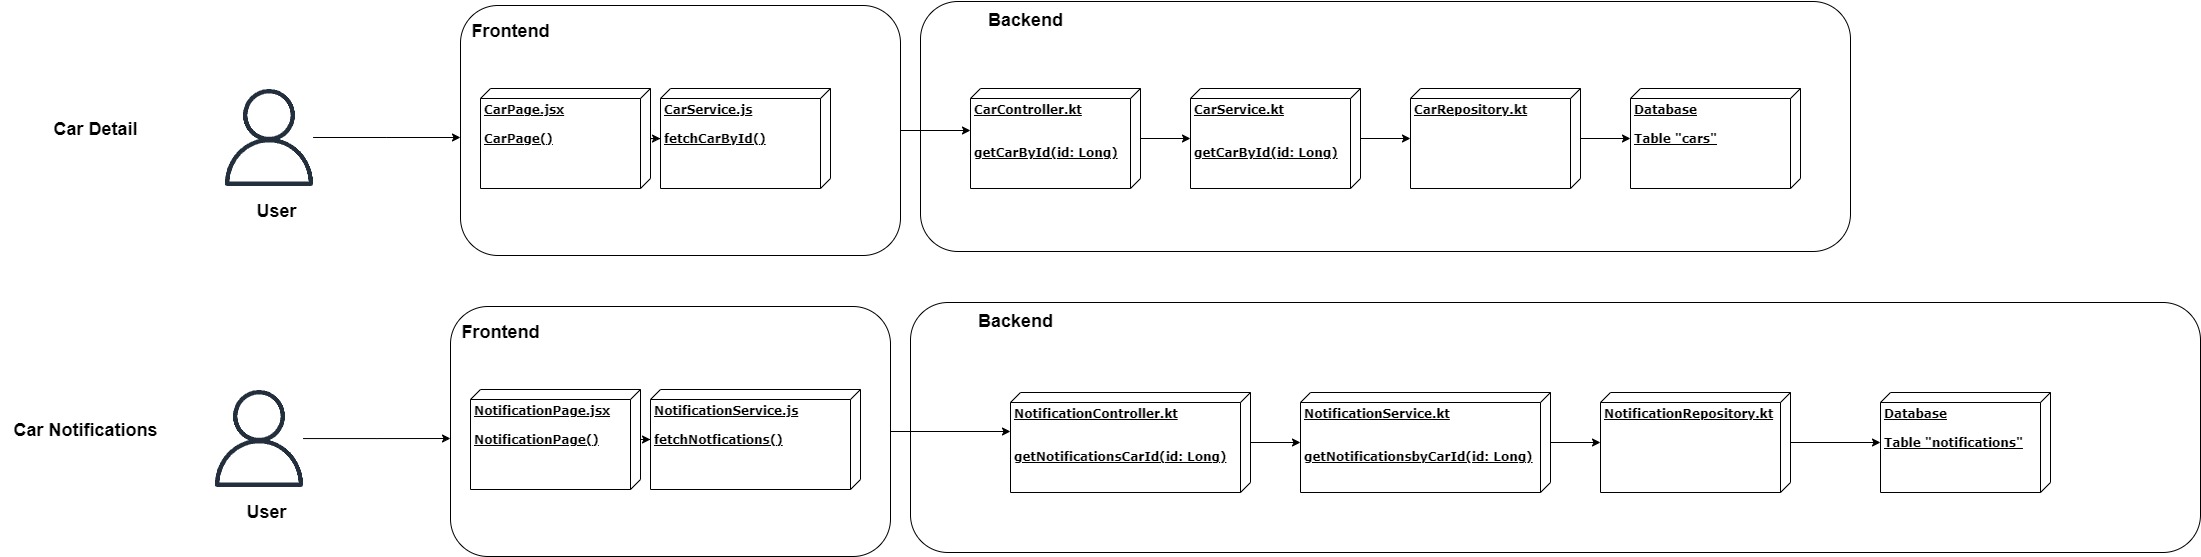 Car Detail
User
Frontend
CarPage.jsx
CarPage()
CarService.js
fetchCarById()
Backend
CarController.kt
getCarById(id: Long)
CarService.kt
getCarById(id: Long)
CarRepository.kt
Database
Table "cars"
Car Notifications
User
Frontend
NotificationPage.jsx
NotificationPage()
NotificationService.js
fetchNotfications()
Backend
NotificationController.kt
getNotificationsCarId(id: Long)
NotificationService.kt
getNotificationsbyCarId(id: Long)
NotificationRepository.kt
Database
Table "notifications"